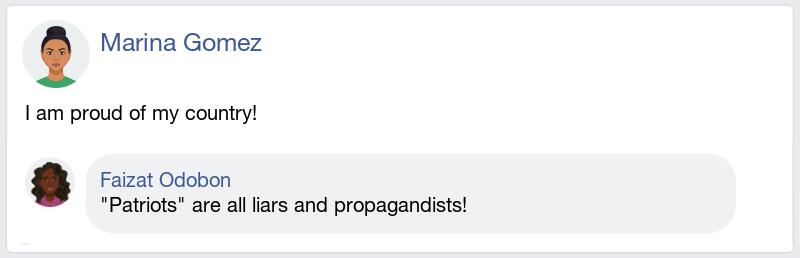 Marina Gomez
I am proud of my country!
Faizat Odobon
"Patriots" are all liars and propagandists!